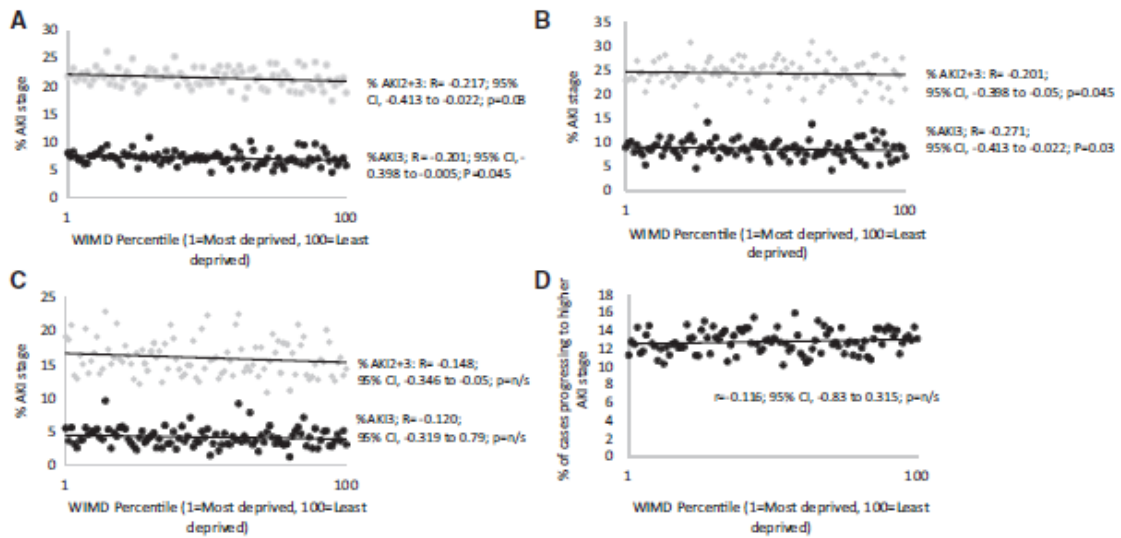 A
30
25
20
15
10
5
0
% AKI stage
% AKI2+3: R= -0.217; 95%
CI, -0.413 to -0.022; p=0.03
%AKI3; R= -0.201; 95% CI, -
0.398 to -0.005; P=0.045
1
100
WIMD Percentile (1=Most deprived, 100=Least
deprived)
B
35
30
25
20
15
10
5
0
% AKI stage
% AKI2+3: R= -0.201;
95% CI, -0.398 to -0.05; p=0.045
%AKI3; R= -0.271;
95% CI, -0.413 to -0.022; P=0.03
1
100
WIMD Percentile (1=Most deprived, 100=Least
deprived)
C
25
20
15
10
5
0
% AKI stage
% AKI2+3: R= -0.148;
95% CI, -0.346 to -0.05; p=n/s
%AKI3; R= -0.120;
95% CI, -0.319 to 0.79; p=n/s
1
100
WIMD Percentile (1=Most deprived, 100=Least
deprived)
D
18
16
14
12
10
8
6
4
2
0
% of cases progressing to higher
AKI stage
r=-0.116; 95% CI, -0.83 to 0.315; p=n/s
1
100
WIMD Percentile (1=Most deprived, 100=Least
deprived)